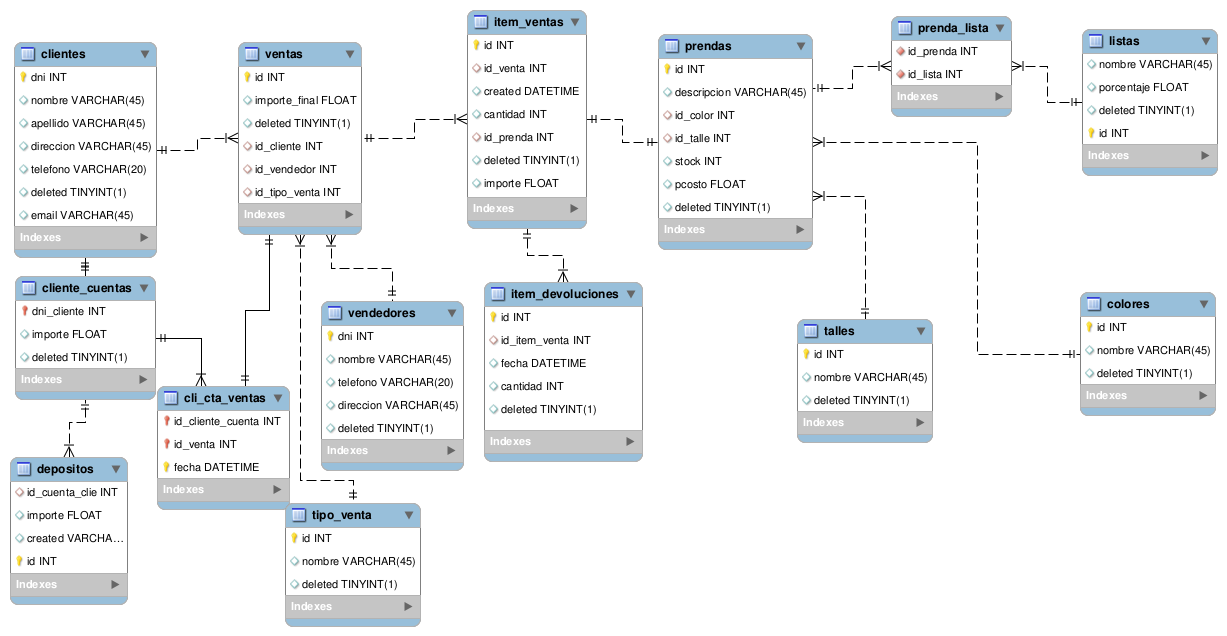 clientes
dni INT
nombre VARCHAR(45)
apellido VARCHAR(45)
direccion VARCHAR(45)
telefono VARCHAR(20)
deleted TINYINT(1)
email VARCHAR(45)
Indexes
ventas
id INT
importe_final FLOAT
deleted TINYINT(1)
id_cliente INT
id_vendedor INT
id_tipo_venta INT
Indexes
item_ventas
id INT
id_venta INT
created DATETIME
cantidad INT
id_prenda INT
deleted TINYINT(1)
importe FLOAT
Indexes
prendas
id INT
descripcion VARCHAR(45)
id_color INT
id_talle INT
stock INT
pcosto FLOAT
deleted TINYINT(1)
Indexes
prenda_lista
id_prenda INT
id_lista INT
Indexes
listas
nombre VARCHAR(45)
porcentaje FLOAT
deleted TINYINT(1)
id INT
Indexes
cliente_cuentas
dni_cliente INT
importe FLOAT
deleted TINYINT(1)
Indexes
cli_cta_ventas
id_cliente_cuenta INT
id_venta INT
fecha DATETIME
Indexes
vendedores
dni INT
nombre VARCHAR(45)
telefono VARCHAR(20)
direccion VARCHAR(45)
deleted TINYINT(1)
Indexes
item_devoluciones
id INT
id_item_venta INT
fecha DATETIME
cantidad INT
deleted TINYINT(1)
Indexes
talles
id INT
nombre VARCHAR(45)
deleted TINYINT(1)
Indexes
colores
id INT
nombre VARCHAR(45)
deleted TINYINT(1)
Indexes
depositos
id_cuenta_clie INT
importe FLOAT
created VARCHA...
id INT
Indexes
tipo_venta
id INT
nombre VARCHAR(45)
deleted TINYINT(1)
Indexes